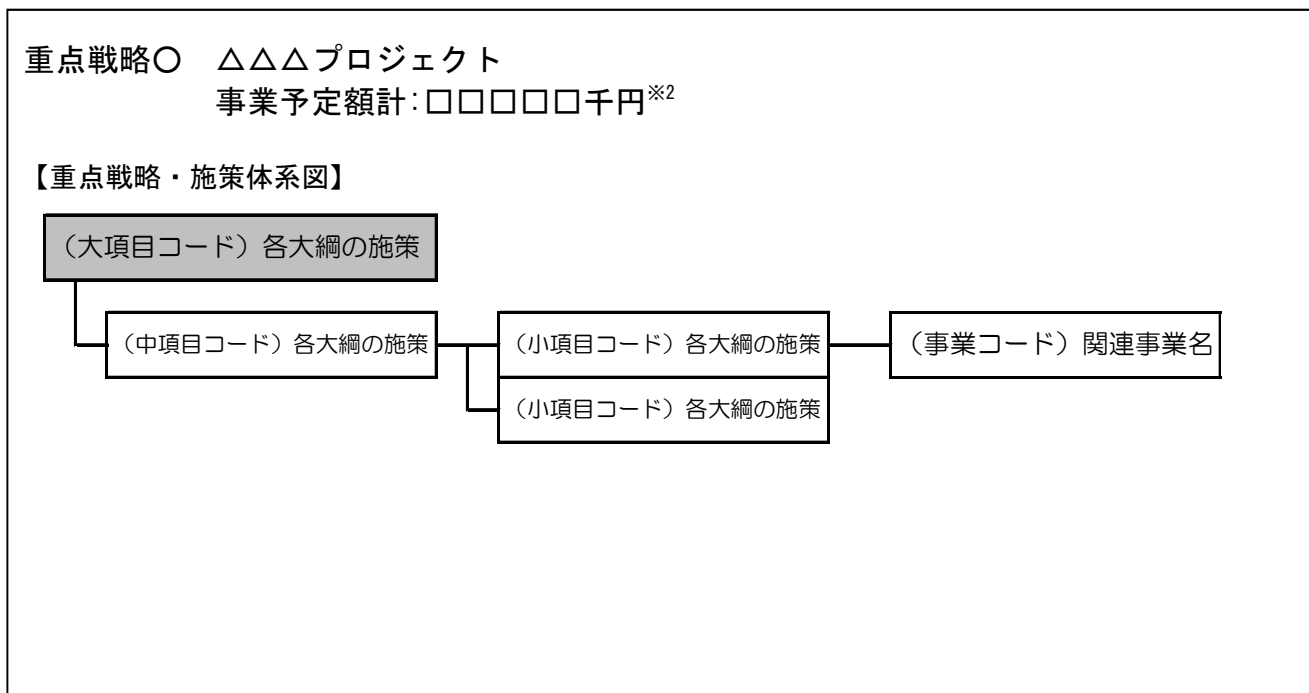 重点戦略〇　△△△プロジェクト
事業予定額計：□□□□□千円※2
【重点戦略・施策体系図】
（大項目コード）各大綱の施策
（中項目コード）各大綱の施策
（小項目コード）各大綱の施策
（事業コード）関連事業名
（小項目コード）各大綱の施策